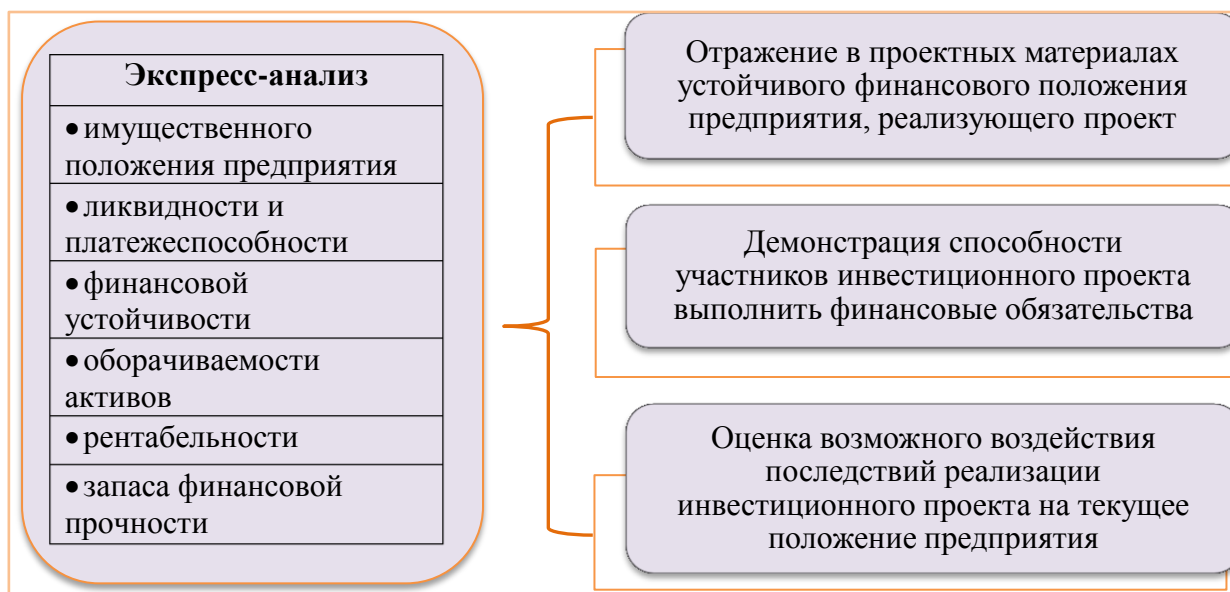 Экспресс-анализ
• имущественного
положения предприятия
• ликвидности и
платежеспособности
• финансовой
устойчивости
• оборачиваемости
активов
• рентабельности
• запаса финансовой
прочности
Отражение в проектных материалах
устойчивого финансового положения
предприятия, реализующего проект
Демонстрация способности
участников инвестиционного проекта
выполнить финансовые обязательства
Оценка возможного воздействия
последствий реализации
инвестиционного проекта на текущее
положение предприятия